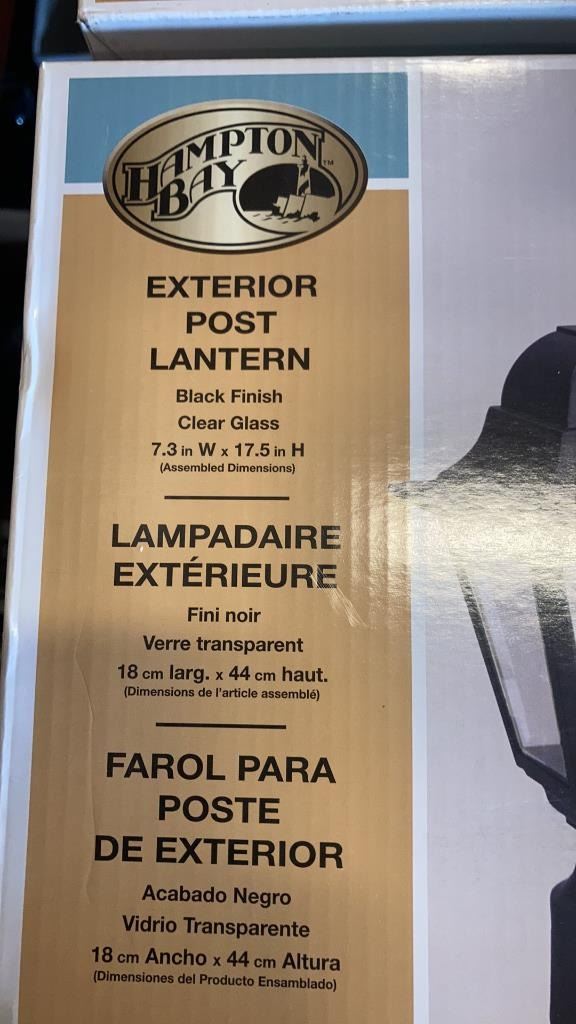 HAMPTON
BAY
TM
EXTERIOR
POST
LANTERN
Black Finish
Clear Glass
7.3 in W x 17.5 in H
(Assembled Dimensions)
LAMPADAIRE
EXTÉRIEURE
Fini noir
Verre transparent
18 cm larg. x 44 cm haut.
(Dimensions de l'article assemblé)
FAROL PARA
POSTE
DE EXTERIOR
Acabado Negro
Vidrio Transparente
18 cm Ancho x 44 cm Altura
(Dimensiones del Producto Ensamblado)